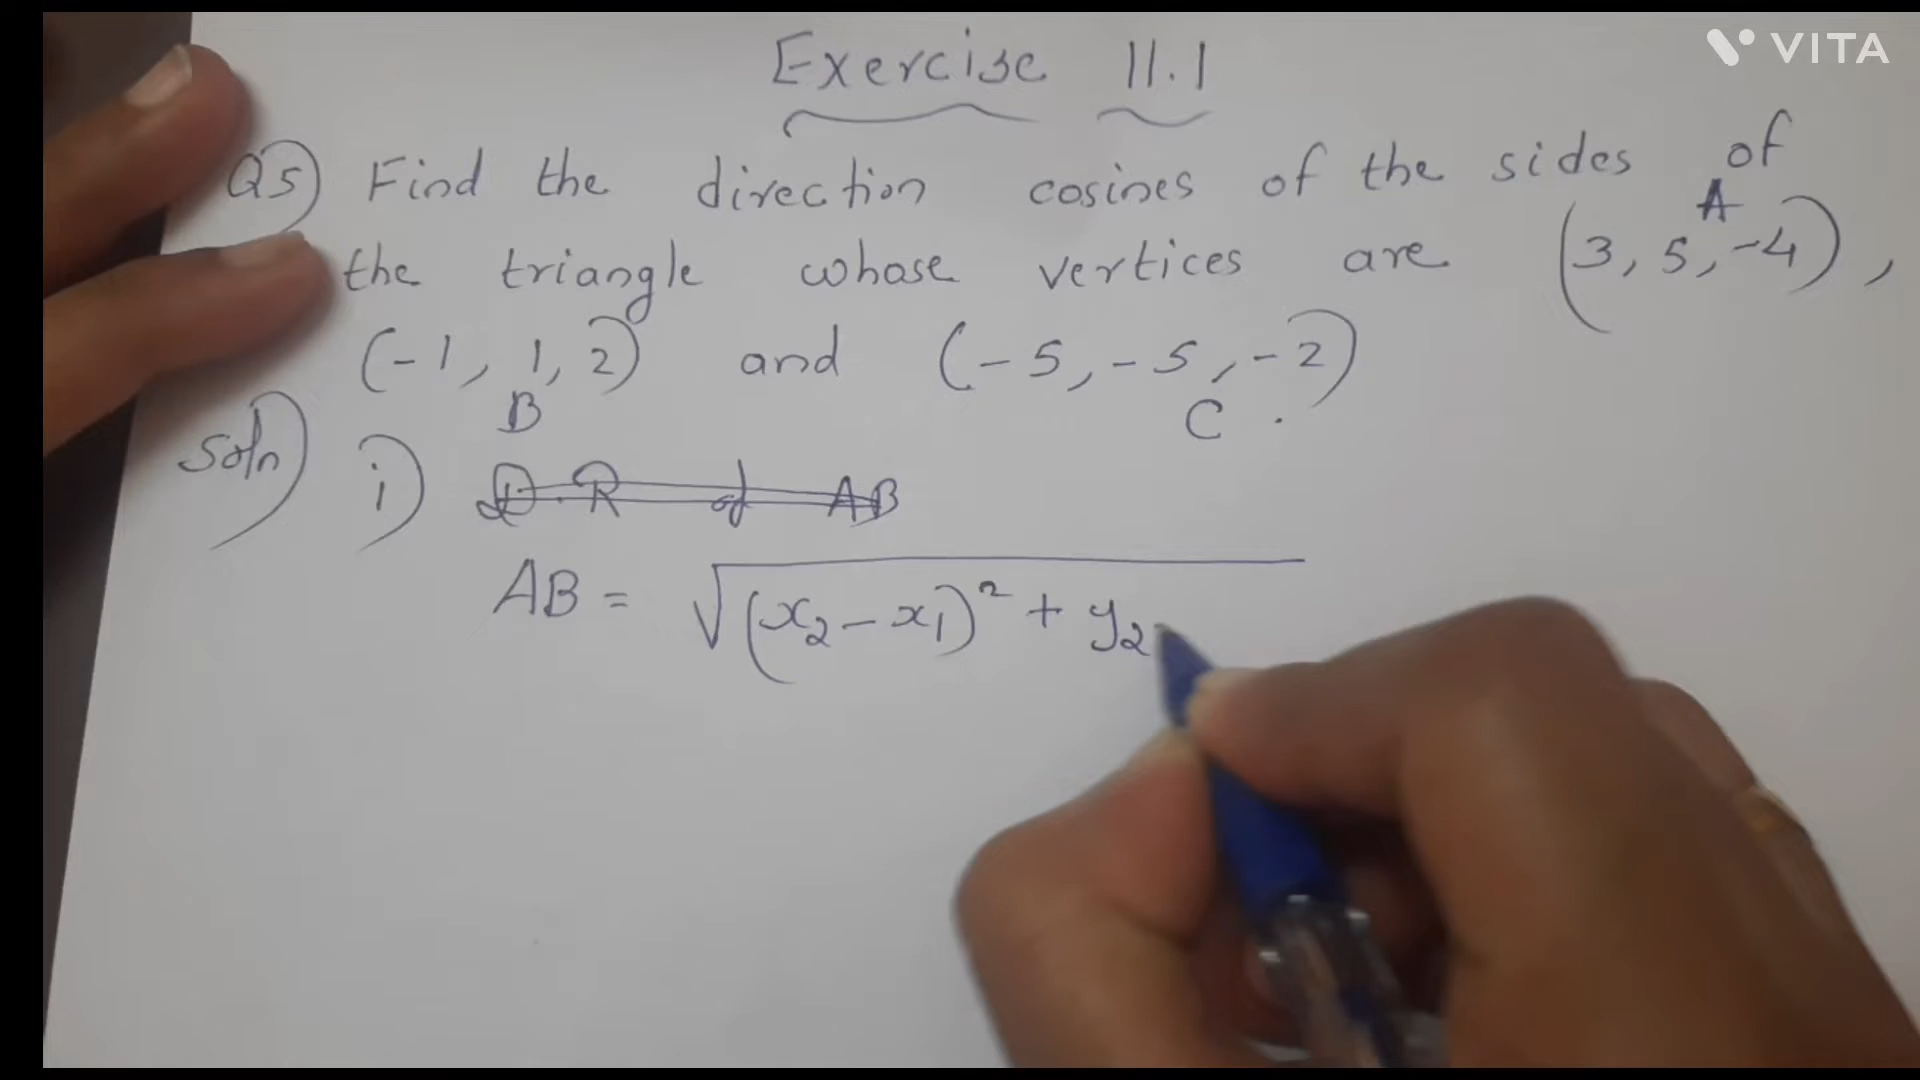 VITA
Exercise 11.1
Q5) Find the direction cosines of the sides of
A
the triangle whose vertices are (3, 5, -4),
(-1, 1, 2) and (-5, -5, -2)
B C .
Soln) i) D.R of AB
AB = √(x₂ - x₁)² + y₂